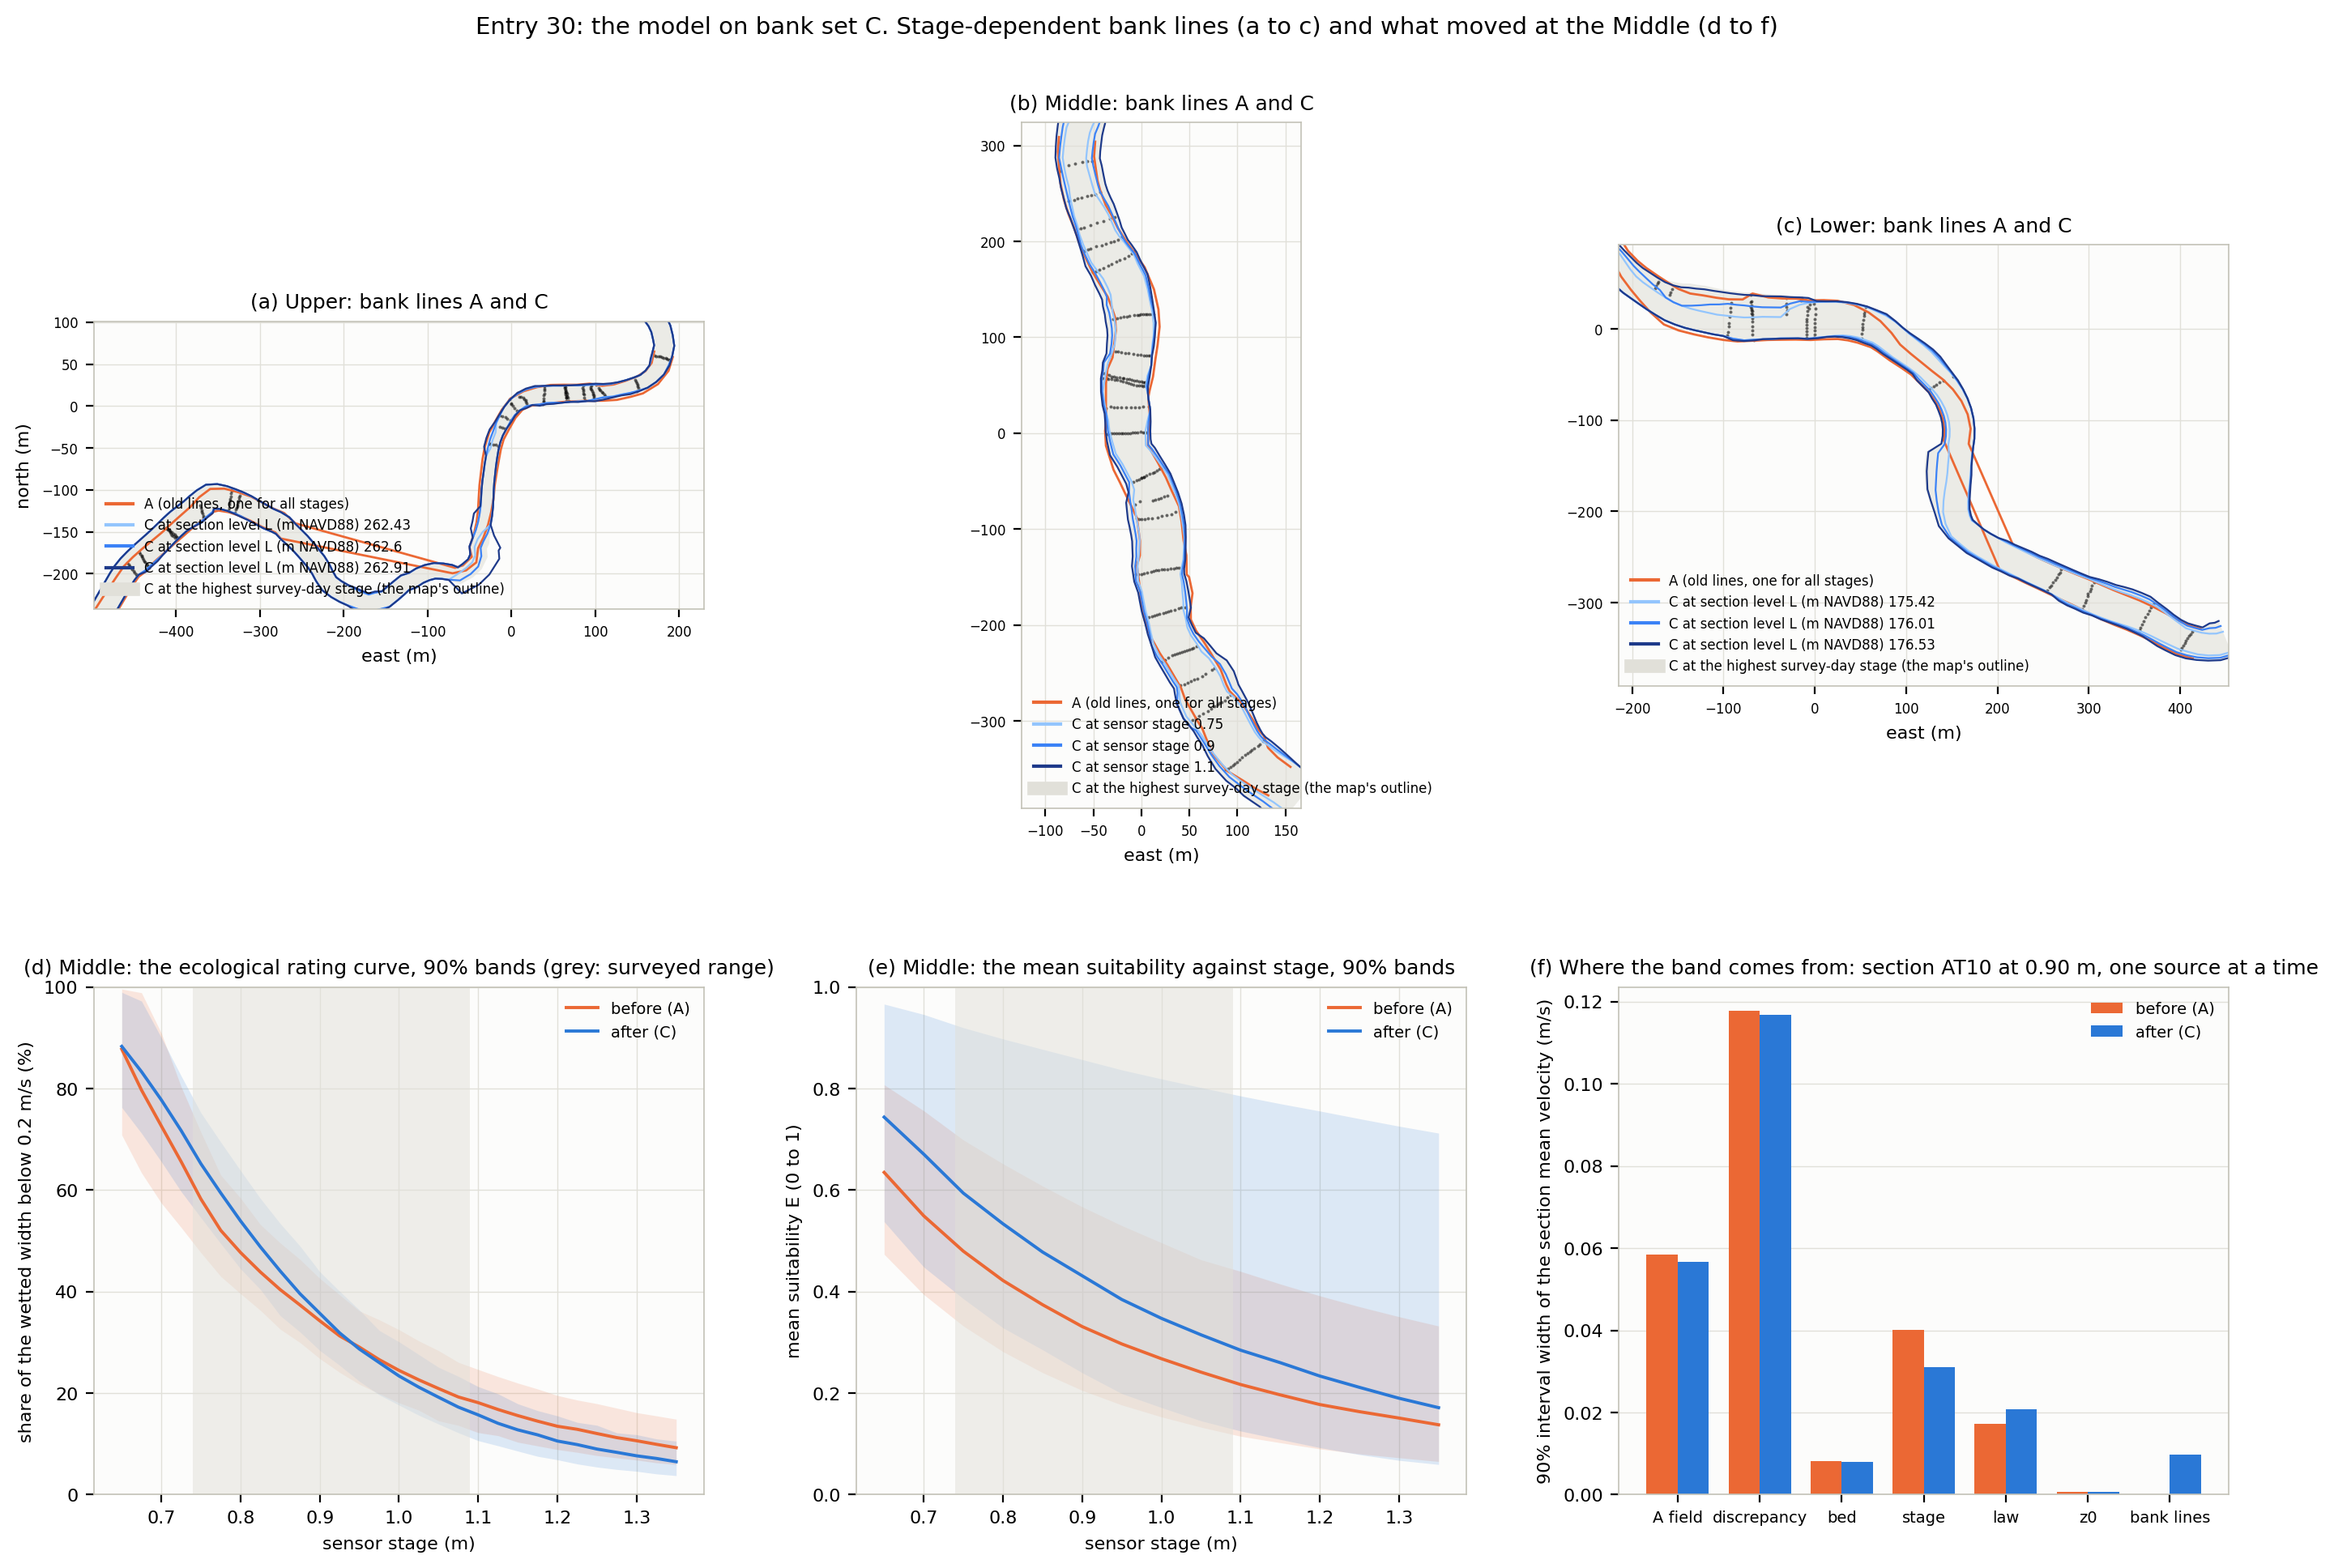 Entry 30: the model on bank set C. Stage-dependent bank lines (a to c) and what moved at the Middle (d to f)
(a) Upper: bank lines A and C
north (m)
100
50
0
−50
−100
−150
−200
A (old lines, one for all stages)
C at section level L (m NAVD88) 262.43
C at section level L (m NAVD88) 262.6
C at section level L (m NAVD88) 262.91
C at the highest survey-day stage (the map's outline)
−400
−300
−200
−100
0
100
200
east (m)
(b) Middle: bank lines A and C
300
200
100
0
−100
−200
−300
A (old lines, one for all stages)
C at sensor stage 0.75
C at sensor stage 0.9
C at sensor stage 1.1
C at the highest survey-day stage (the map's outline)
−100
−50
0
50
100
150
east (m)
(c) Lower: bank lines A and C
0
−100
−200
−300
A (old lines, one for all stages)
C at section level L (m NAVD88) 175.42
C at section level L (m NAVD88) 176.01
C at section level L (m NAVD88) 176.53
C at the highest survey-day stage (the map's outline)
−200
−100
0
100
200
300
400
east (m)
(d) Middle: the ecological rating curve, 90% bands (grey: surveyed range)
share of the wetted width below 0.2 m/s (%)
100
80
60
40
20
0
before (A)
after (C)
0.7
0.8
0.9
1.0
1.1
1.2
1.3
sensor stage (m)
(e) Middle: the mean suitability against stage, 90% bands
mean suitability E (0 to 1)
1.0
0.8
0.6
0.4
0.2
0.0
before (A)
after (C)
0.7
0.8
0.9
1.0
1.1
1.2
1.3
sensor stage (m)
(f) Where the band comes from: section AT10 at 0.90 m, one source at a time
90% interval width of the section mean velocity (m/s)
0.12
0.10
0.08
0.06
0.04
0.02
0.00
before (A)
after (C)
A field
discrepancy
bed
stage
law
z0
bank lines